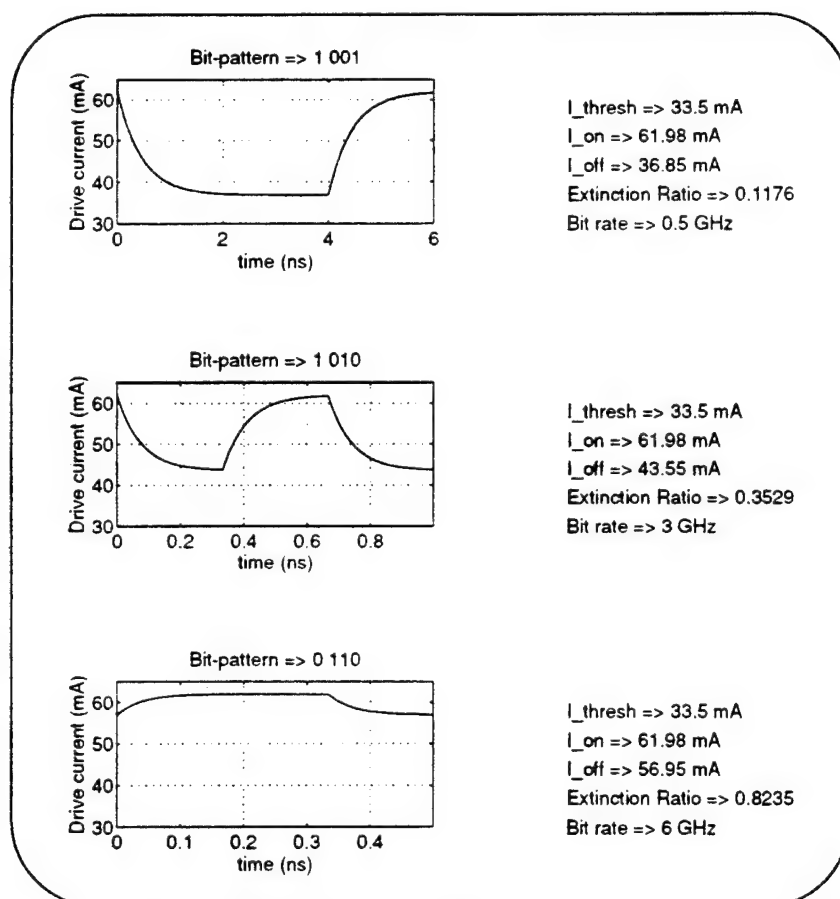 Bit-pattern => 1 001
Drive current (mA)
60
50
40
30
0
2
4
6
time (ns)
I_thresh => 33.5 mA
I_on => 61.98 mA
I_off => 36.85 mA
Extinction Ratio => 0.1176
Bit rate => 0.5 GHz
Bit-pattern => 1 010
Drive current (mA)
60
50
40
30
0
0.2
0.4
0.6
0.8
time (ns)
I_thresh => 33.5 mA
I_on => 61.98 mA
I_off => 43.55 mA
Extinction Ratio => 0.3529
Bit rate => 3 GHz
Bit-pattern => 0 110
Drive current (mA)
60
50
40
30
0
0.1
0.2
0.3
0.4
time (ns)
I_thresh => 33.5 mA
I_on => 61.98 mA
I_off => 56.95 mA
Extinction Ratio => 0.8235
Bit rate => 6 GHz